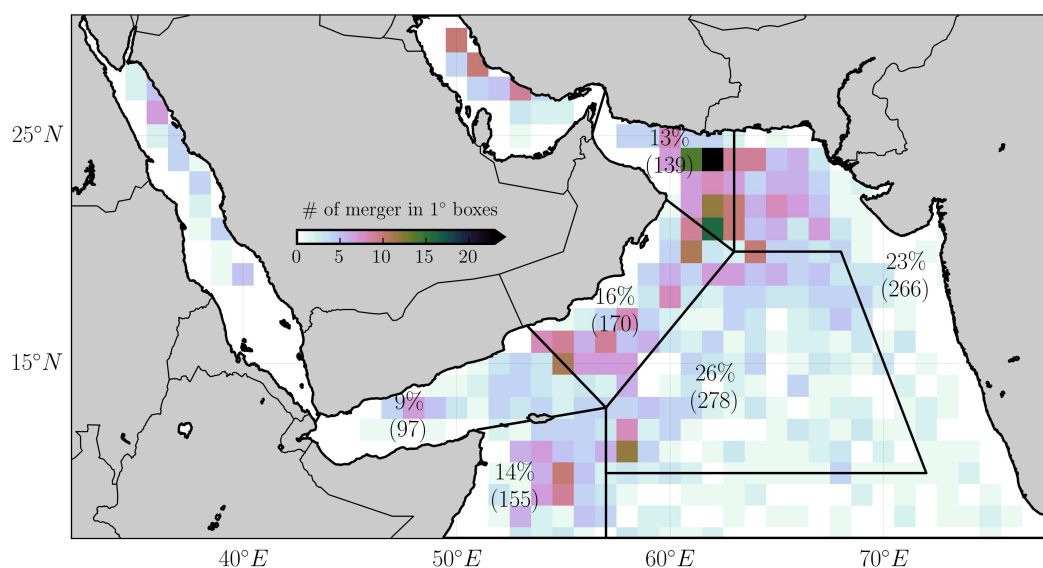 25°N
13%
(139)
# of merger in 1° boxes
0 5 10 15 20
23%
(266)
16%
(170)
15°N
26%
(278)
9%
(97)
14%
(155)
40°E 50°E 60°E 70°E